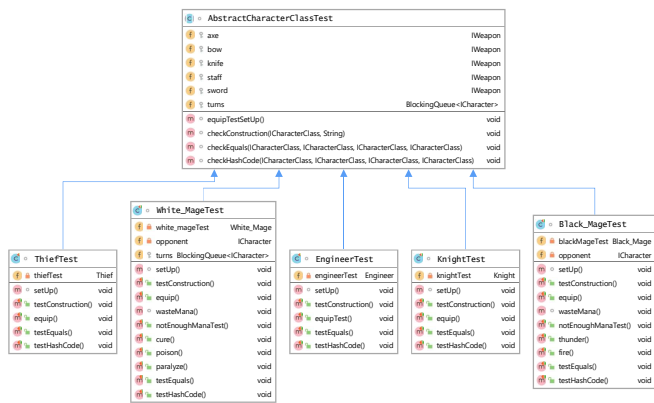 AbstractCharacterClassTest
axe IWeapon
bow IWeapon
knife IWeapon
staff IWeapon
sword IWeapon
turns BlockingQueue<ICharacter>
equipTestSetUp() void
checkConstruction(ICharacterClass, String) void
checkEquals(ICharacterClass, ICharacterClass, ICharacterClass, ICharacterClass) void
checkHashCode(ICharacterClass, ICharacterClass, ICharacterClass, ICharacterClass) void
ThiefTest
thiefTest Thief
setUp() void
testConstruction() void
equip() void
testEquals() void
testHashCode() void
White_MageTest
white_mageTest White_Mage
opponent ICharacter
turns BlockingQueue<ICharacter>
setUp() void
testConstruction() void
equip() void
wasteMana() void
notEnoughManaTest() void
cure() void
poison() void
paralyze() void
testEquals() void
testHashCode() void
EngineerTest
engineerTest Engineer
setUp() void
testConstruction() void
equipTest() void
testEquals() void
testHashCode() void
KnightTest
knightTest Knight
setUp() void
testConstruction() void
equip() void
testEquals() void
testHashCode() void
Black_MageTest
blackMageTest Black_Mage
opponent ICharacter
setUp() void
testConstruction() void
equip() void
wasteMana() void
notEnoughManaTest() void
thunder() void
fire() void
testEquals() void
testHashCode() void